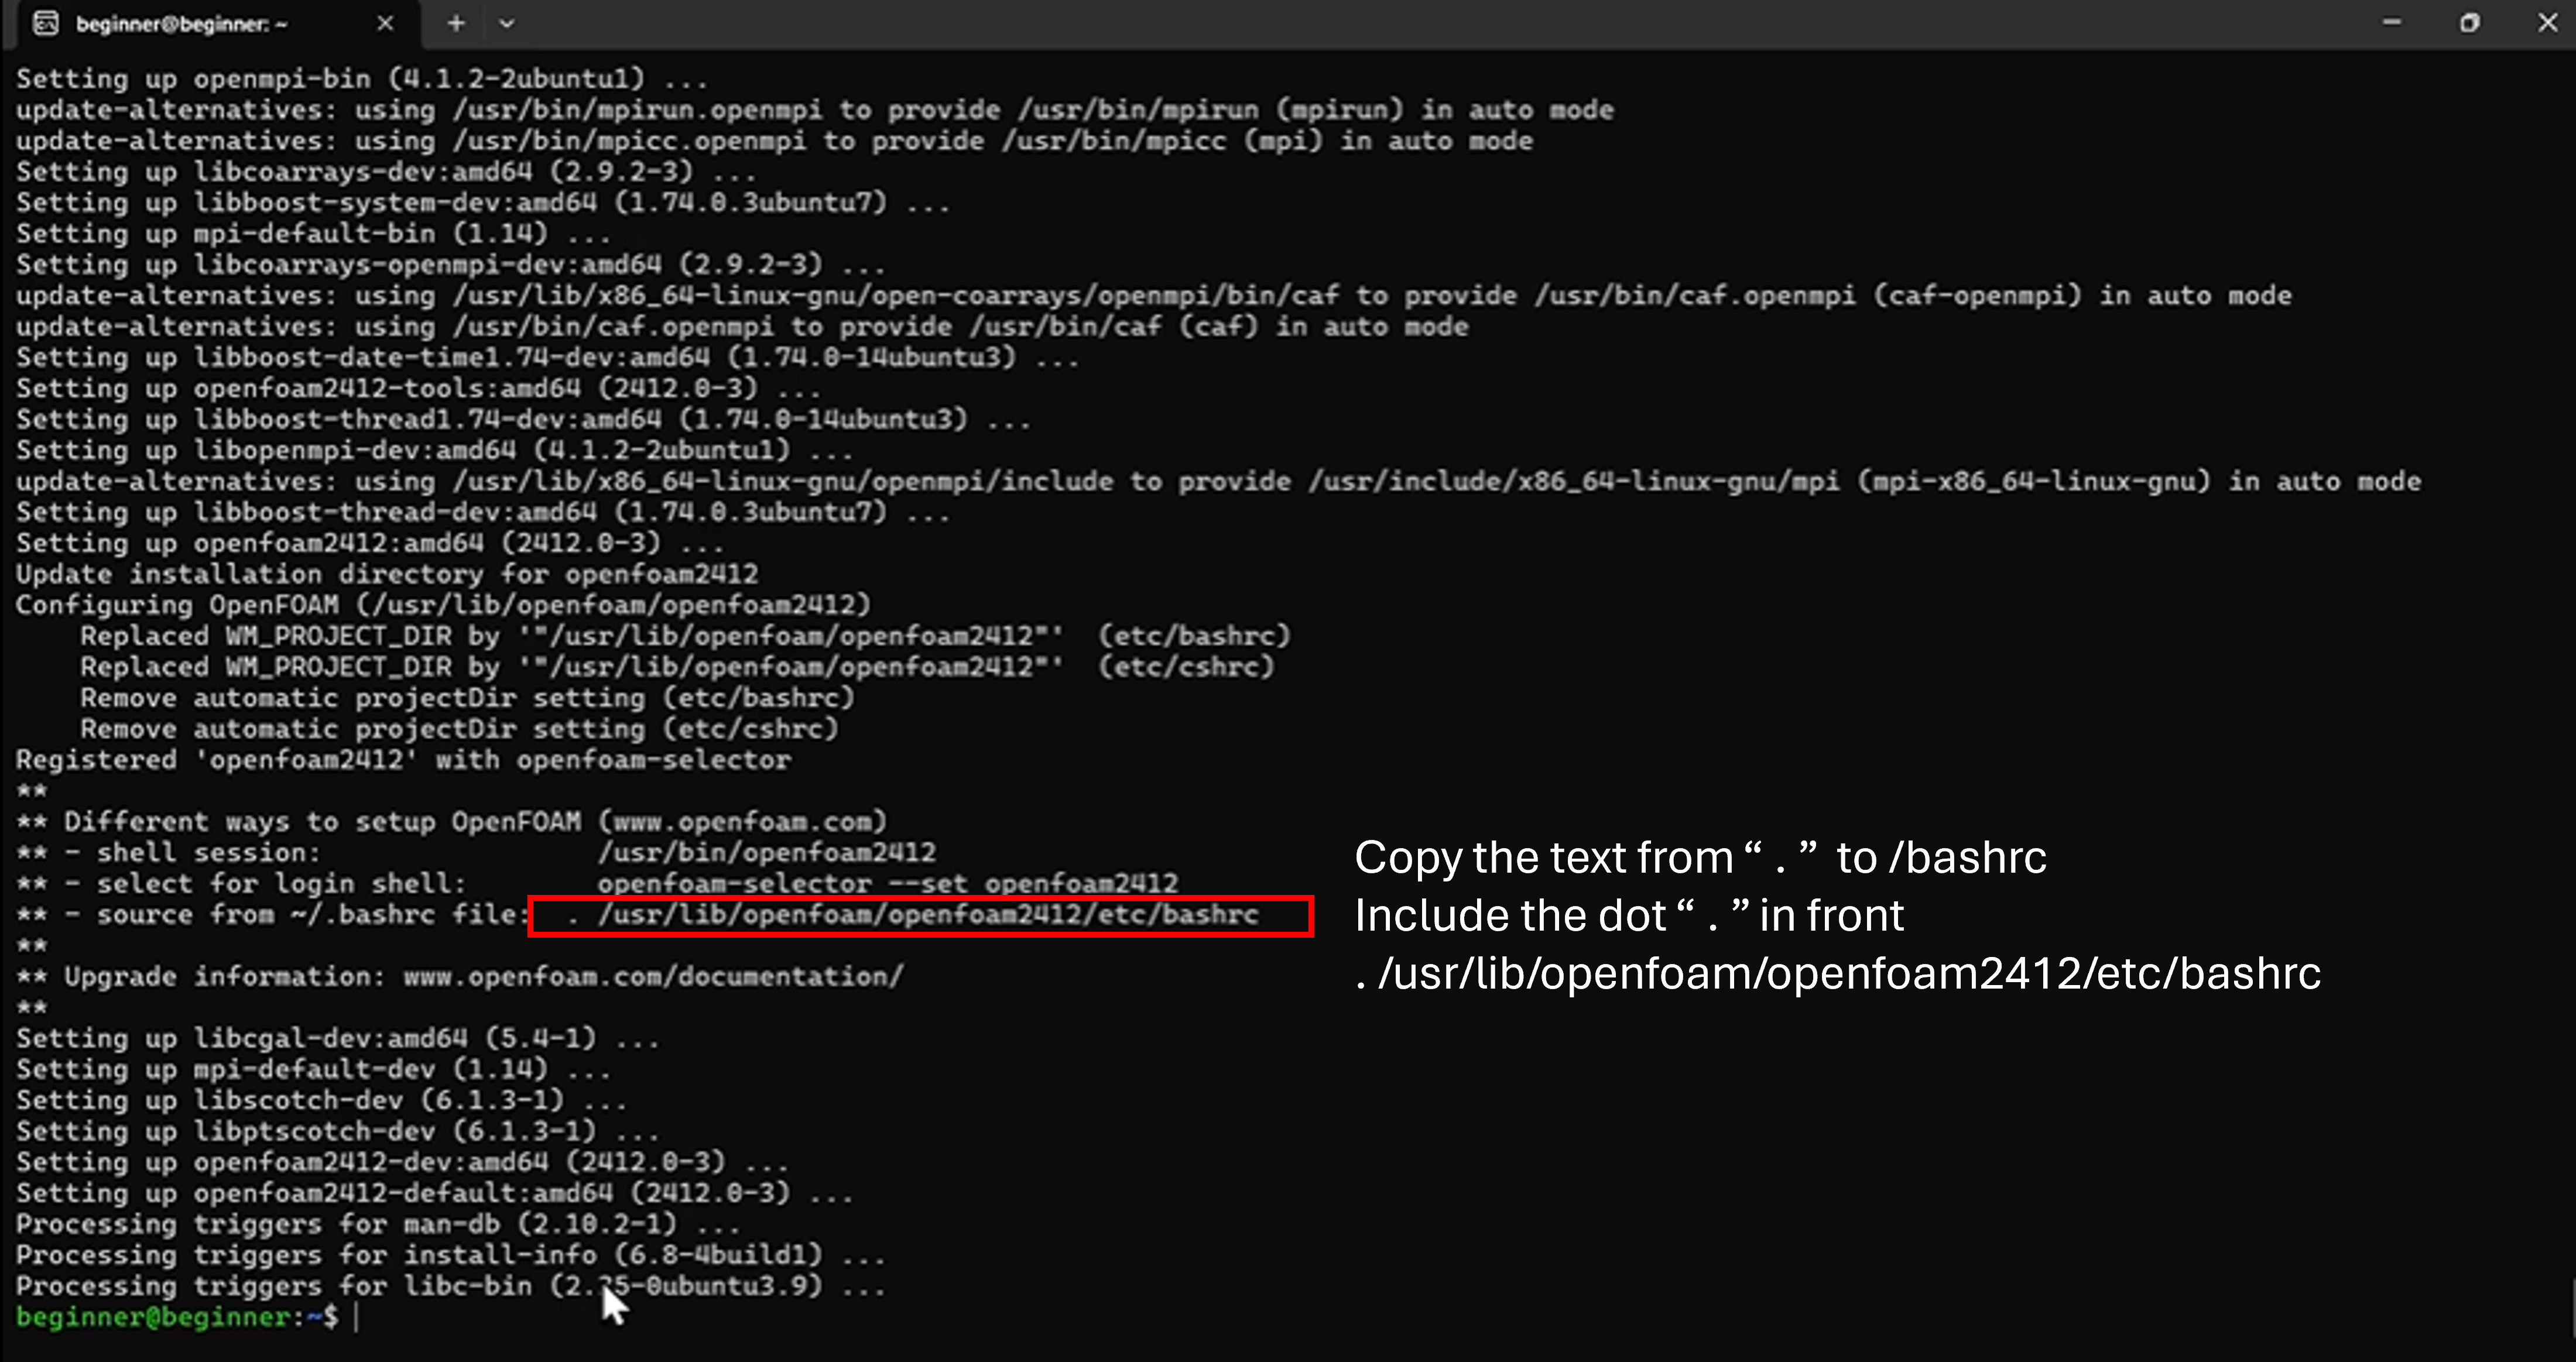 beginner@beginner: ~
Setting up openmpi-bin (4.1.2-2ubuntu1) ...
update-alternatives: using /usr/bin/mpirun.openmpi to provide /usr/bin/mpirun (mpirun) in auto mode
update-alternatives: using /usr/bin/mpicc.openmpi to provide /usr/bin/mpicc (mpi) in auto mode
Setting up libcoarrays-dev:amd64 (2.9.2-3) ...
Setting up libboost-system-dev:amd64 (1.74.0.3ubuntu7) ...
Setting up mpi-default-bin (1.14) ...
Setting up libcoarrays-openmpi-dev:amd64 (2.9.2-3) ...
update-alternatives: using /usr/lib/x86_64-linux-gnu/open-coarrays/openmpi/bin/caf to provide /usr/bin/caf.openmpi (caf-openmpi) in auto mode
update-alternatives: using /usr/bin/caf.openmpi to provide /usr/bin/caf (caf) in auto mode
Setting up libboost-date-time1.74-dev:amd64 (1.74.0-14ubuntu3) ...
Setting up openfoam2412-tools:amd64 (2412.0-3) ...
Setting up libboost-thread1.74-dev:amd64 (1.74.0-14ubuntu3) ...
Setting up libopenmpi-dev:amd64 (4.1.2-2ubuntu1) ...
update-alternatives: using /usr/lib/x86_64-linux-gnu/openmpi/include to provide /usr/include/x86_64-linux-gnu/mpi (mpi-x86_64-linux-gnu) in auto mode
Setting up libboost-thread-dev:amd64 (1.74.0.3ubuntu7) ...
Setting up openfoam2412:amd64 (2412.0-3) ...
Update installation directory for openfoam2412
Configuring OpenFOAM (/usr/lib/openfoam/openfoam2412)
    Replaced WM_PROJECT_DIR by '"/usr/lib/openfoam/openfoam2412"'  (etc/bashrc)
    Replaced WM_PROJECT_DIR by '"/usr/lib/openfoam/openfoam2412"'  (etc/cshrc)
    Remove automatic projectDir setting (etc/bashrc)
    Remove automatic projectDir setting (etc/cshrc)
Registered 'openfoam2412' with openfoam-selector
**
** Different ways to setup OpenFOAM (www.openfoam.com)
** - shell session:                 /usr/bin/openfoam2412
** - select for login shell:        openfoam-selector --set openfoam2412
** - source from ~/.bashrc file:  . /usr/lib/openfoam/openfoam2412/etc/bashrc
**
** Upgrade information: www.openfoam.com/documentation/
**
Setting up libcgal-dev:amd64 (5.4-1) ...
Setting up mpi-default-dev (1.14) ...
Setting up libscotch-dev (6.1.3-1) ...
Setting up libptscotch-dev (6.1.3-1) ...
Setting up openfoam2412-dev:amd64 (2412.0-3) ...
Setting up openfoam2412-default:amd64 (2412.0-3) ...
Processing triggers for man-db (2.10.2-1) ...
Processing triggers for install-info (6.8-4build1) ...
Processing triggers for libc-bin (2.35-0ubuntu3.9) ...
beginner@beginner:~$
Copy the text from “ . ” to /bashrc
Include the dot “ . ” in front
. /usr/lib/openfoam/openfoam2412/etc/bashrc